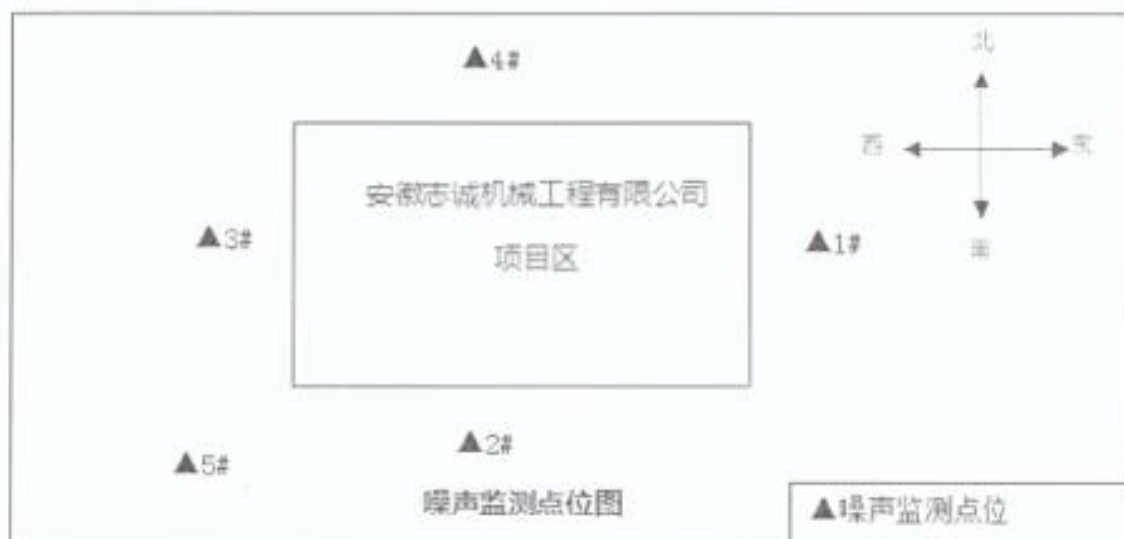 ▲4#
北
西
东
安徽志诚机械工程有限公司
项目区
▲3#
▲1#
南
▲2#
▲5#
噪声监测点位图
▲噪声监测点位